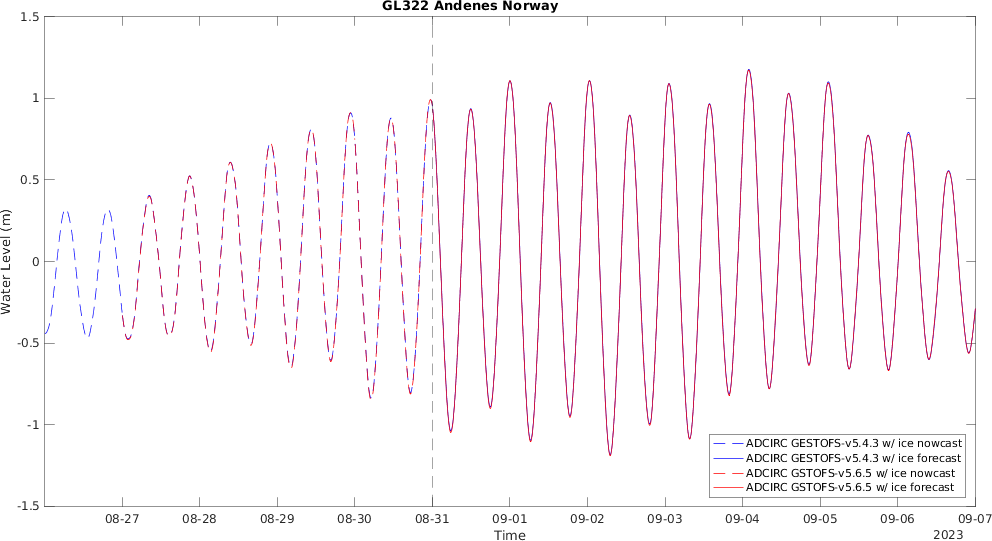 GL322 Andenes Norway
1.5
1
0.5
0
-0.5
-1
-1.5
Water Level (m)
ADCIRC GESTOFS-v5.4.3 w/ ice nowcast
ADCIRC GESTOFS-v5.4.3 w/ ice forecast
ADCIRC GSTOFS-v5.6.5 w/ ice nowcast
ADCIRC GSTOFS-v5.6.5 w/ ice forecast
08-27 08-28 08-29 08-30 08-31 09-01 09-02 09-03 09-04 09-05 09-06 09-07
Time
2023